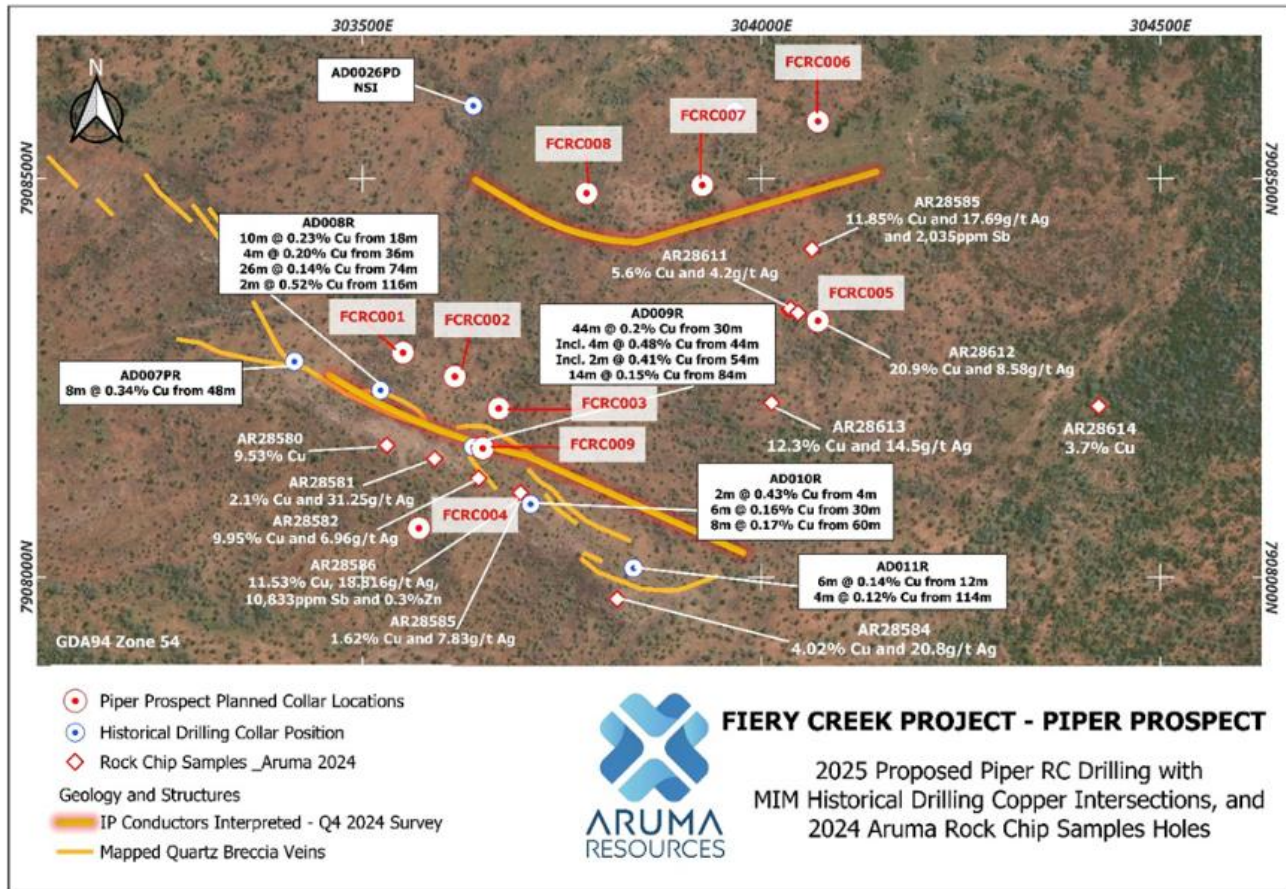 303500E
304000E
304500E
N
AD0026PD
NSI
FCRC006
FCRC007
FCRC008
7908500N
7908500N
AR28585
11.85% Cu and 17.69g/t Ag
and 2,035ppm Sb
AD008R
10m @ 0.23% Cu from 18m
4m @ 0.20% Cu from 36m
26m @ 0.14% Cu from 74m
2m @ 0.52% Cu from 116m
AR28611
5.6% Cu and 4.2g/t Ag
FCRC005
FCRC001
FCRC002
AD009R
44m @ 0.2% Cu from 30m
Incl. 4m @ 0.48% Cu from 44m
Incl. 2m @ 0.41% Cu from 54m
14m @ 0.15% Cu from 84m
AR28612
20.9% Cu and 8.58g/t Ag
AD007PR
8m @ 0.34% Cu from 48m
FCRC003
AR28613
12.3% Cu and 14.5g/t Ag
AR28614
3.7% Cu
AR28580
9.53% Cu
FCRC009
AR28581
2.1% Cu and 31.25g/t Ag
AD010R
2m @ 0.43% Cu from 4m
6m @ 0.16% Cu from 30m
8m @ 0.17% Cu from 60m
AR28582
9.95% Cu and 6.96g/t Ag
FCRC004
AR28586
11.53% Cu, 18.816g/t Ag,
10,833ppm Sb and 0.3%Zn
AD011R
6m @ 0.14% Cu from 12m
4m @ 0.12% Cu from 114m
7908000N
7908000N
AR28585
1.62% Cu and 7.83g/t Ag
AR28584
4.02% Cu and 20.8g/t Ag
GDA94 Zone 54
Piper Prospect Planned Collar Locations
Historical Drilling Collar Position
Rock Chip Samples _Aruma 2024
Geology and Structures
IP Conductors Interpreted - Q4 2024 Survey
Mapped Quartz Breccia Veins
ARUMA
RESOURCES
FIERY CREEK PROJECT - PIPER PROSPECT
2025 Proposed Piper RC Drilling with
MIM Historical Drilling Copper Intersections, and
2024 Aruma Rock Chip Samples Holes